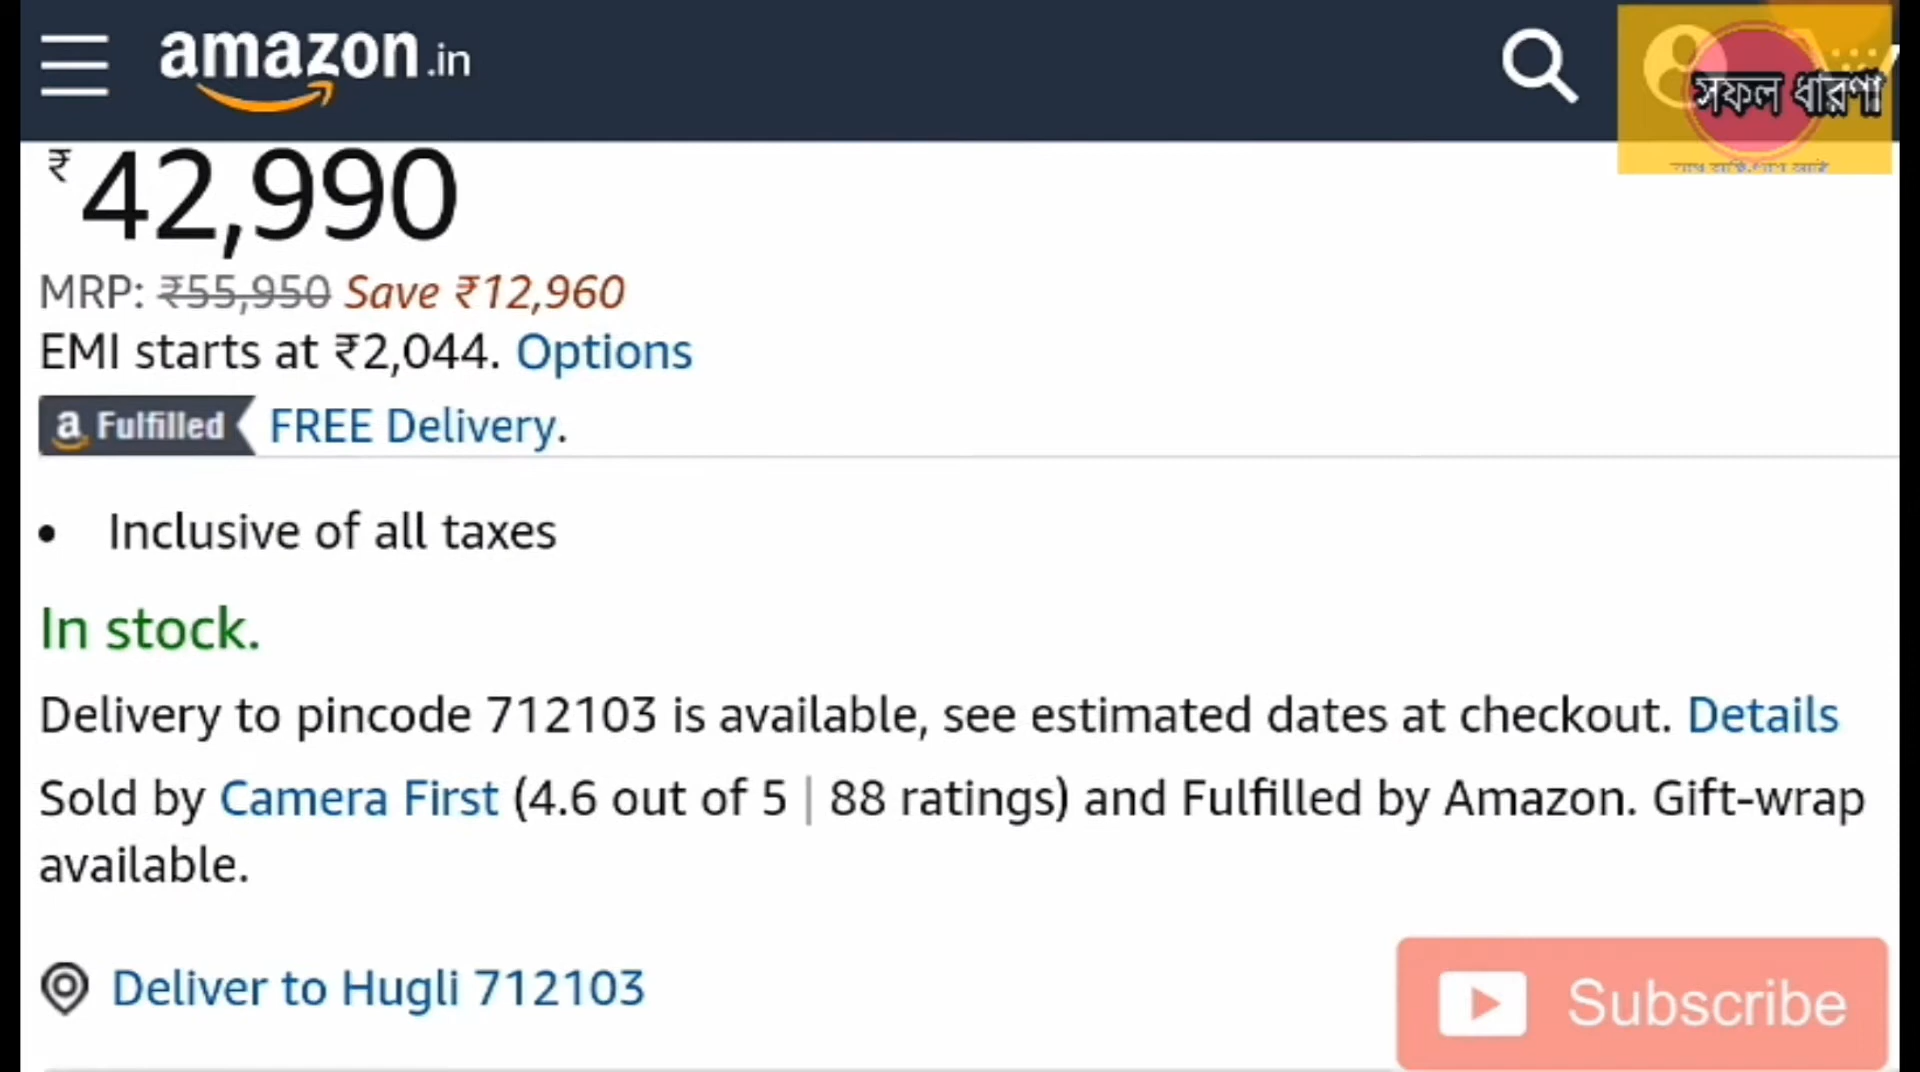 amazon.in
সফল ধারণা
₹42,990
MRP: ₹55,950 Save ₹12,960
EMI starts at ₹2,044. Options
a Fulfilled FREE Delivery.
• Inclusive of all taxes
In stock.
Delivery to pincode 712103 is available, see estimated dates at checkout. Details
Sold by Camera First (4.6 out of 5 | 88 ratings) and Fulfilled by Amazon. Gift-wrap
available.
Deliver to Hugli 712103
Subscribe